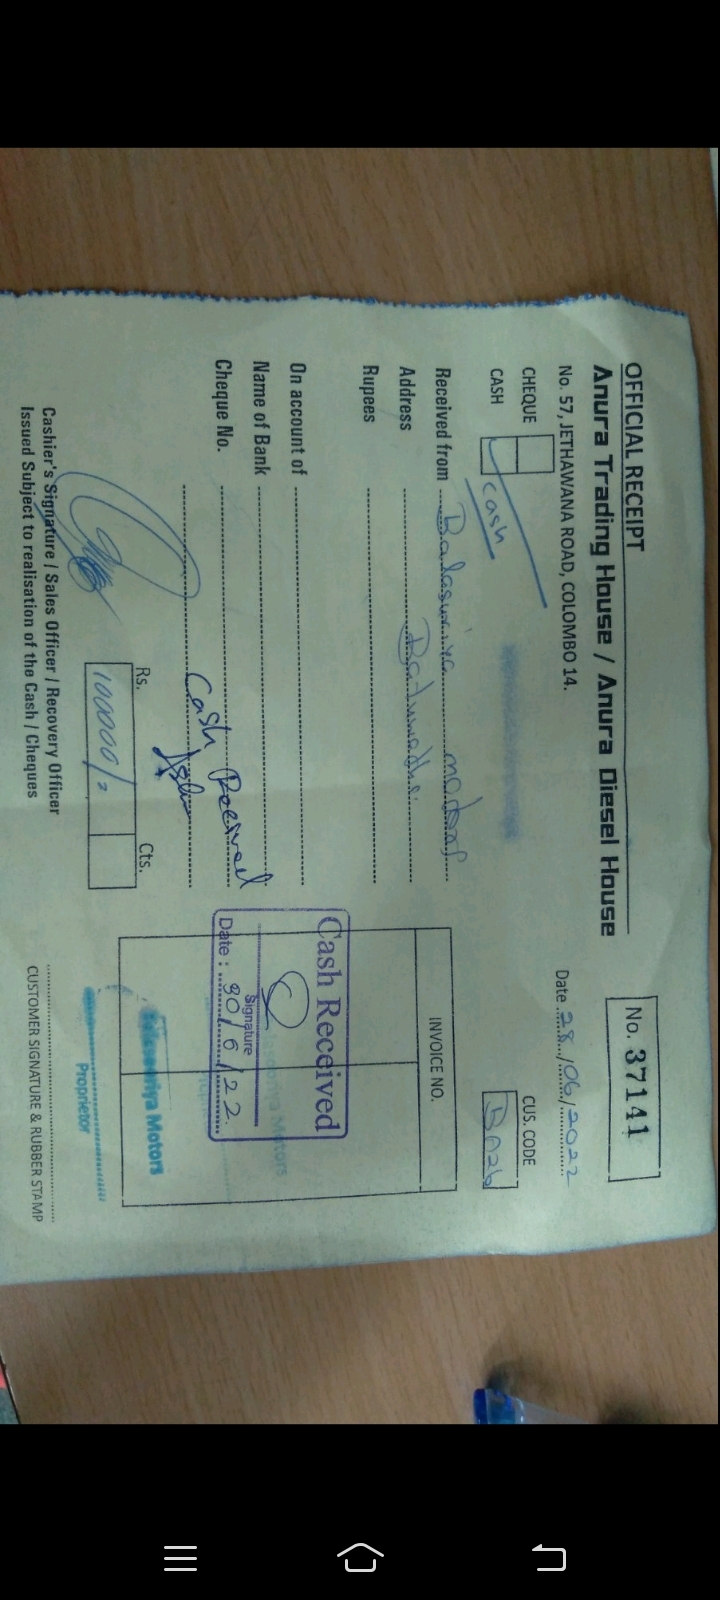 OFFICIAL RECEIPT
Anura Trading House / Anura Diesel House
No. 57, JETHAWANA ROAD, COLOMBO 14.
No. 37141
Date 28/06/2022
CHEQUE
CASH
cash
CUS. CODE
BA26
Received from Balasuriya motors
Address
Rupees
On account of
Name of Bank
Cheque No.
Cash Received
INVOICE NO.
Cash Received
Signature
Date : 30/6/22
Rs.
Cts.
100000/=
Motors
Proprietor
Cashier's Signature / Sales Officer / Recovery Officer
Issued Subject to realisation of the Cash / Cheques
CUSTOMER SIGNATURE & RUBBER STAMP